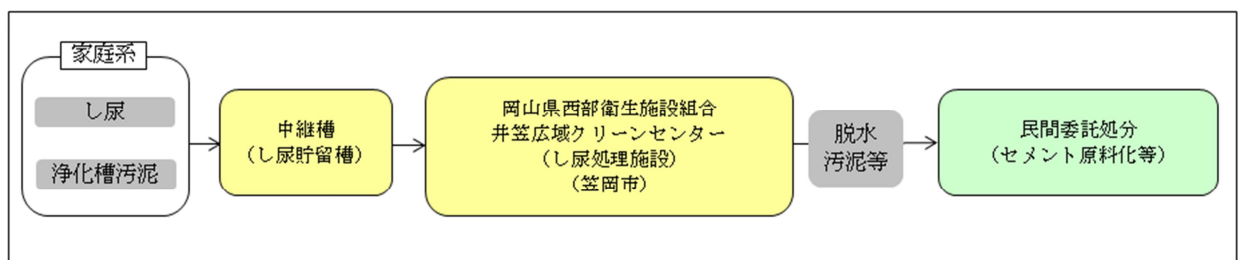 家庭系
し尿
浄化槽汚泥
中継槽
（し尿貯留槽）
岡山県西部衛生施設組合
井笠広域クリーンセンター
（し尿処理施設）
（笠岡市）
脱水
汚泥等
民間委託処分
（セメント原料化等）